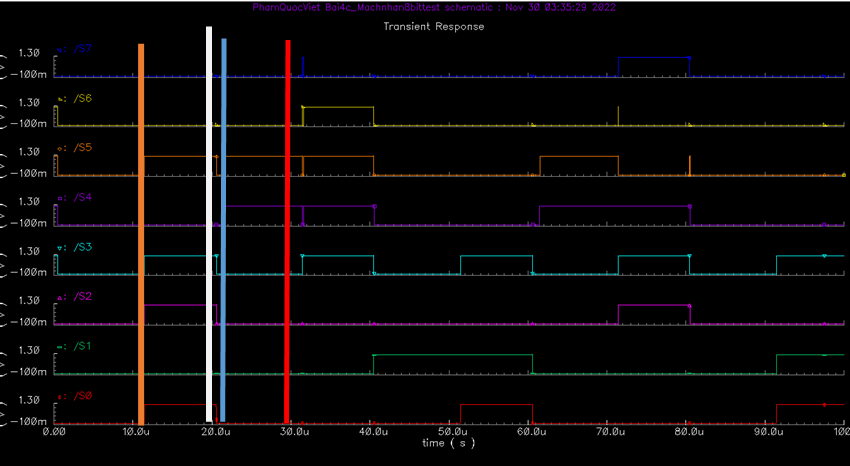 PhamQuocViet Bai4c_Machnhan8bittest schematic : Nov 30 03:35:29 2022
Transient Response
: /S7
1.30
-100m
: /S6
1.30
-100m
: /S5
1.30
-100m
: /S4
1.30
-100m
: /S3
1.30
-100m
: /S2
1.30
-100m
: /S1
1.30
-100m
: /S0
1.30
-100m
0.00 10.0u 20.0u 30.0u 40.0u 50.0u 60.0u 70.0u 80.0u 90.0u 100
time ( s )